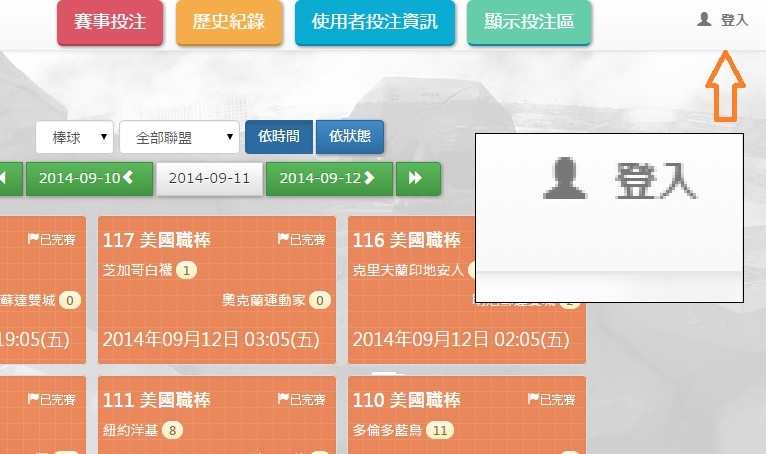 賽事投注 歷史紀錄 使用者投注資訊 顯示投注區 登入
棒球 全部聯盟 依時間 依狀態
2014-09-10 2014-09-11 2014-09-12
登入
已完賽
蘇達雙城 0
19:05(五)
117 美國職棒 已完賽
芝加哥白襪 1
奧克蘭運動家 0
2014年09月12日 03:05(五)
116 美國職棒
克里夫蘭印地安人
2014年09月12日 02:05(五)
已完賽
111 美國職棒 已完賽
紐約洋基 8
110 美國職棒 已完賽
多倫多藍鳥 11